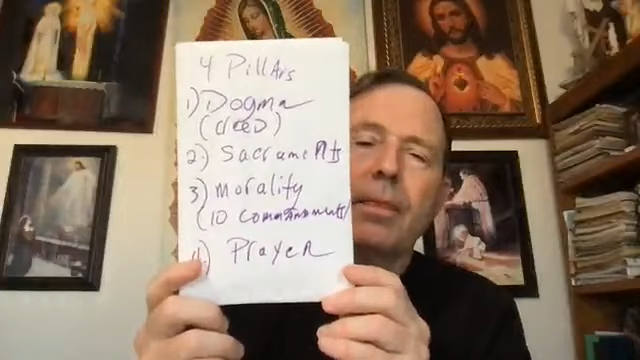 4 Pillars
1) Dogma
(creed)
2.) Sacraments
3) morality
(10 commandments)
4.) Prayer